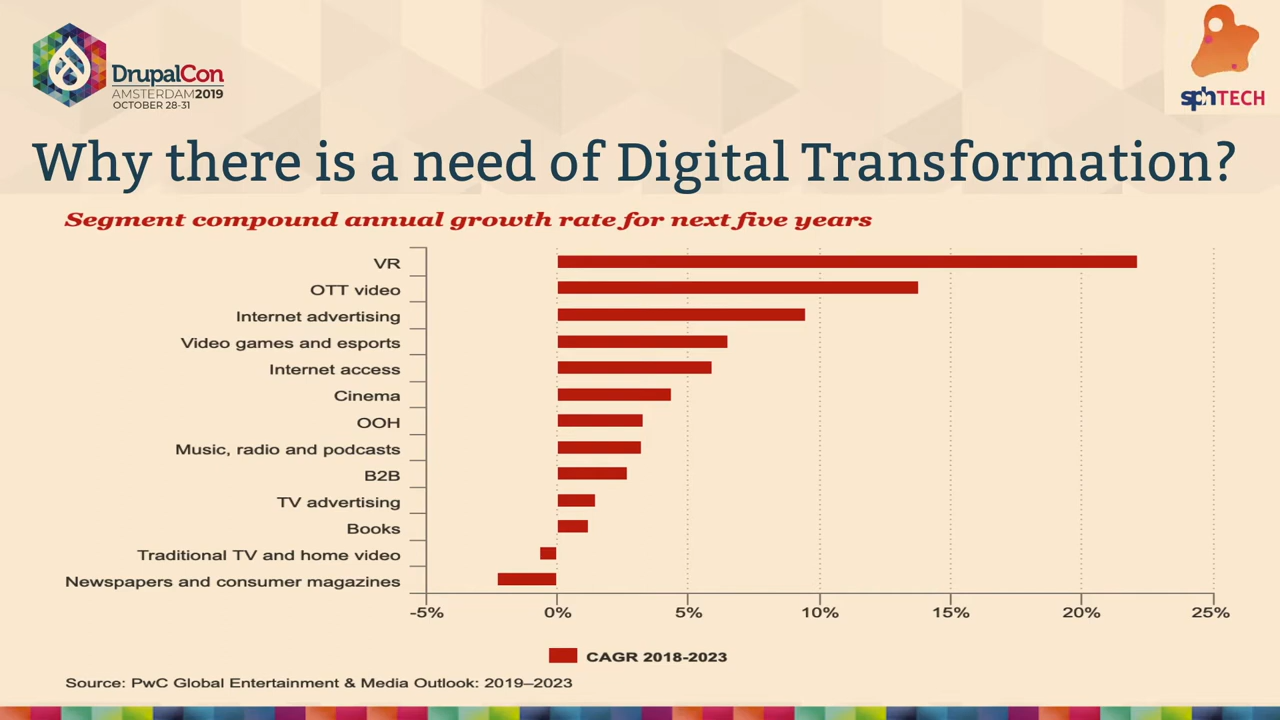 DrupalCon
AMSTERDAM2019
OCTOBER 28-31
sphTECH
Why there is a need of Digital Transformation?
Segment compound annual growth rate for next five years
VR
OTT video
Internet advertising
Video games and esports
Internet access
Cinema
OOH
Music, radio and podcasts
B2B
TV advertising
Books
Traditional TV and home video
Newspapers and consumer magazines
-5% 0% 5% 10% 15% 20% 25%
CAGR 2018-2023
Source: PwC Global Entertainment & Media Outlook: 2019–2023